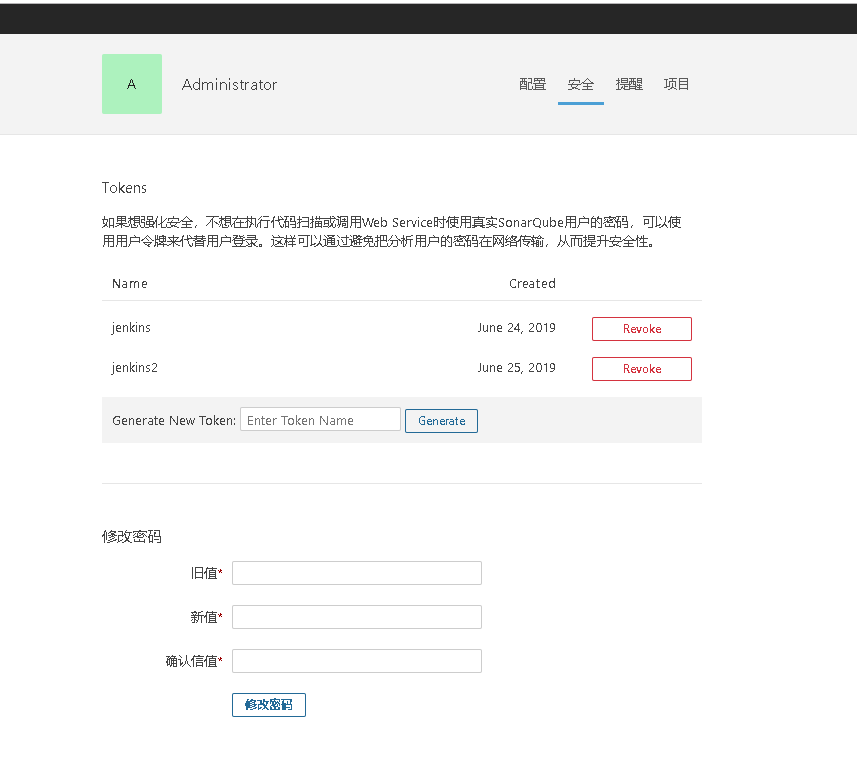 A
Administrator
配置 安全 提醒 项目
Tokens
如果想强化安全，不想在执行代码扫描或调用Web Service时使用真实SonarQube用户的密码，可以使
用用户令牌来代替用户登录。这样可以通过避免把分析用户的密码在网络传输，从而提升安全性。
Name Created
jenkins June 24, 2019 Revoke
jenkins2 June 25, 2019 Revoke
Generate New Token: Enter Token Name Generate
修改密码
旧值*
新值*
确认信值*
修改密码